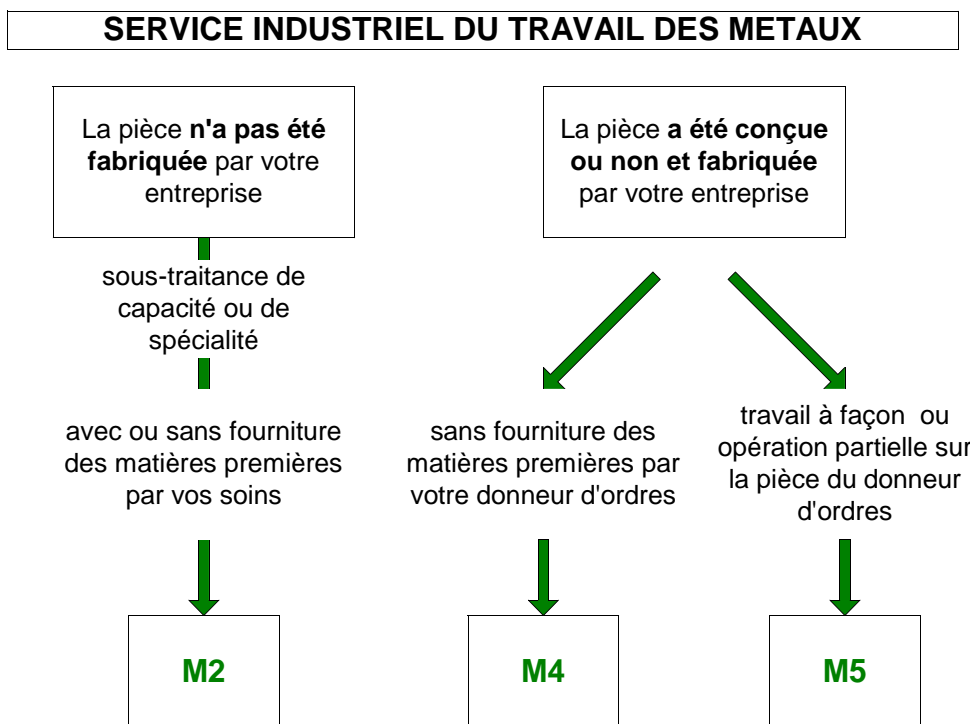 SERVICE INDUSTRIEL DU TRAVAIL DES METAUX
La pièce n'a pas été
fabriquée par votre
entreprise
La pièce a été conçue
ou non et fabriquée
par votre entreprise
sous-traitance de
capacité ou de
spécialité
avec ou sans fourniture
des matières premières
par vos soins
sans fourniture des
matières premières par
votre donneur d'ordres
travail à façon ou
opération partielle sur
la pièce du donneur
d'ordres
M2
M4
M5